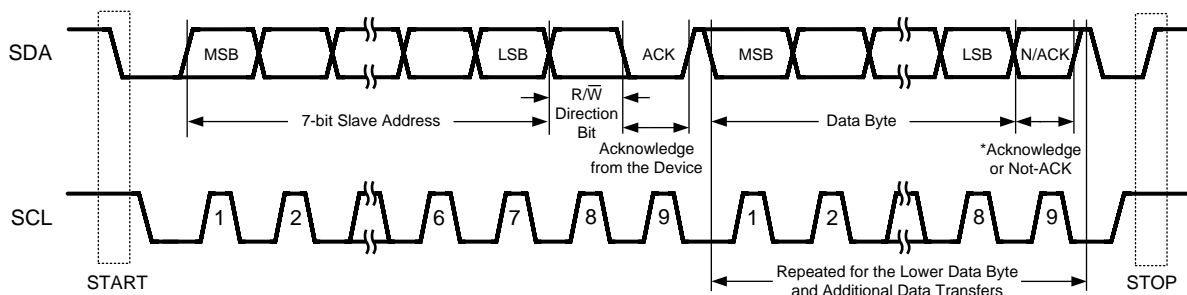 SDA
MSB
LSB
ACK
MSB
LSB
N/ACK
R/W̅
Direction
Bit
7-bit Slave Address
Data Byte
Acknowledge
from the Device
*Acknowledge
or Not-ACK
SCL
1
2
6
7
8
9
1
2
8
9
START
Repeated for the Lower Data Byte
and Additional Data Transfers
STOP